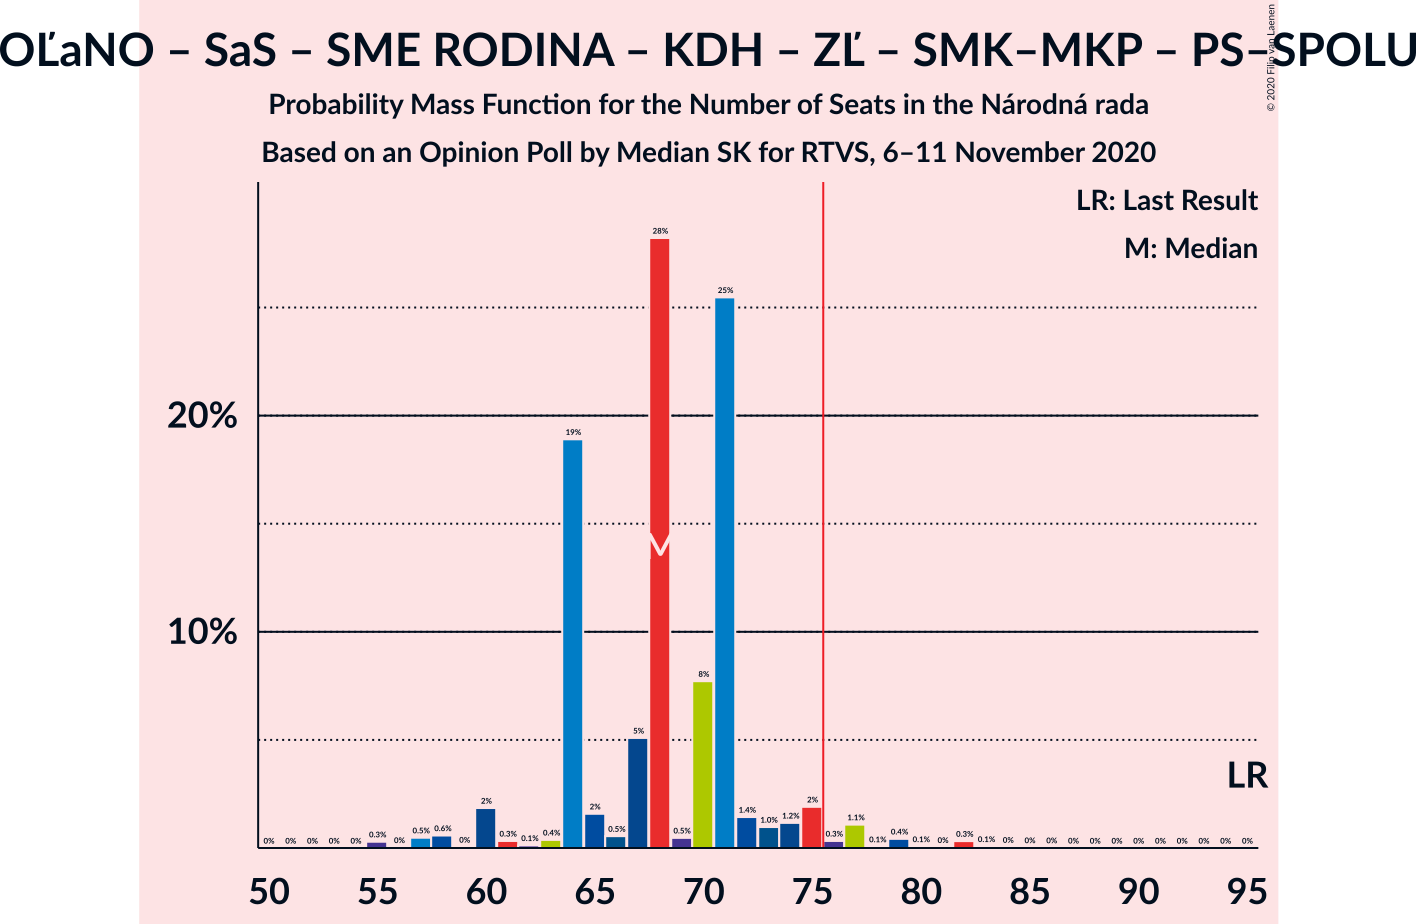 OĽaNO – SaS – SME RODINA – KDH – ZĽ – SMK–MKP – PS–SPOLU
© 2020 Filip van Laenen
Probability Mass Function for the Number of Seats in the Národná rada
Based on an Opinion Poll by Median SK for RTVS, 6–11 November 2020
LR: Last Result
M: Median
28%
25%
20%
19%
M
10%
8%
5%
LR
0% 0% 0% 0% 0% 0.3% 0% 0.5% 0.6% 0% 2% 0.3% 0.1% 0.4% 2% 0.5% 0.5% 1.4% 1.0% 1.2% 2% 0.3% 1.1% 0.1% 0.4% 0.1% 0% 0.3% 0.1% 0% 0% 0% 0% 0% 0% 0% 0% 0% 0% 0% 0%
50 55 60 65 70 75 80 85 90 95